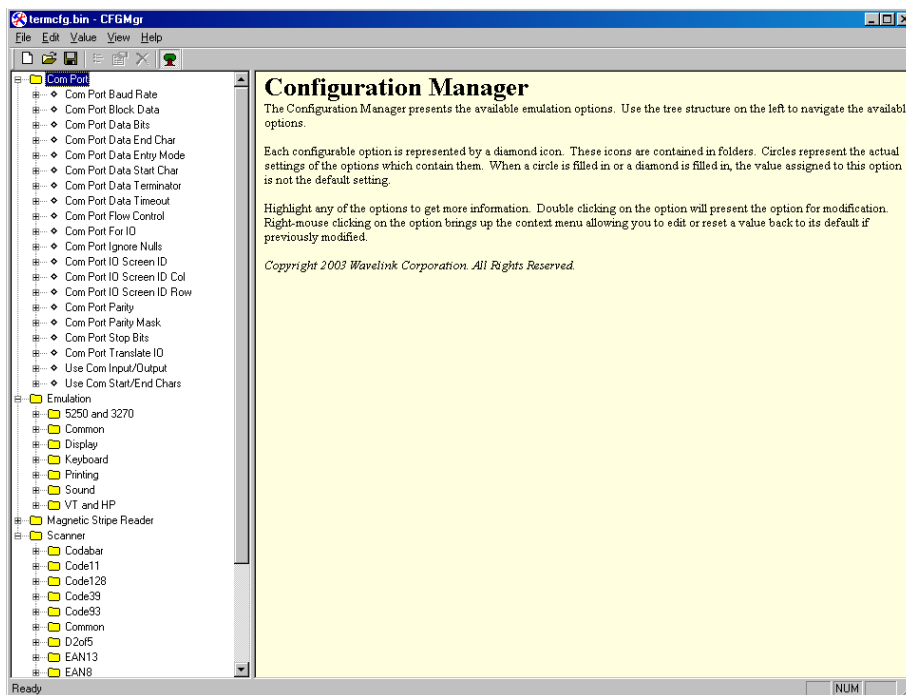 termcfg.bin - CFGMgr
File Edit Value View Help
Com Port
Com Port Baud Rate
Com Port Block Data
Com Port Data Bits
Com Port Data End Char
Com Port Data Entry Mode
Com Port Data Start Char
Com Port Data Terminator
Com Port Data Timeout
Com Port Flow Control
Com Port For IO
Com Port Ignore Nulls
Com Port IO Screen ID
Com Port IO Screen ID Col
Com Port IO Screen ID Row
Com Port Parity
Com Port Parity Mask
Com Port Stop Bits
Com Port Translate IO
Use Com Input/Output
Use Com Start/End Chars
Emulation
5250 and 3270
Common
Display
Keyboard
Printing
Sound
VT and HP
Magnetic Stripe Reader
Scanner
Codabar
Code11
Code128
Code39
Code93
Common
D2of5
EAN13
EAN8
Configuration Manager
The Configuration Manager presents the available emulation options. Use the tree structure on the left to navigate the availabl
options.
Each configurable option is represented by a diamond icon. These icons are contained in folders. Circles represent the actual
settings of the options which contain them. When a circle is filled in or a diamond is filled in, the value assigned to this option
is not the default setting.
Highlight any of the options to get more information. Double clicking on the option will present the option for modification.
Right-mouse clicking on the option brings up the context menu allowing you to edit or reset a value back to its default if
previously modified.
Copyright 2003 Wavelink Corporation. All Rights Reserved.
Ready
NUM